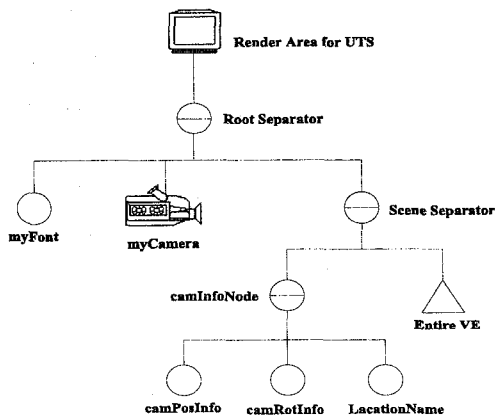 Render Area for UTS
Root Separator
myFont
myCamera
Scene Separator
camInfoNode
Entire VE
camPosInfo
camRotInfo
LacationName